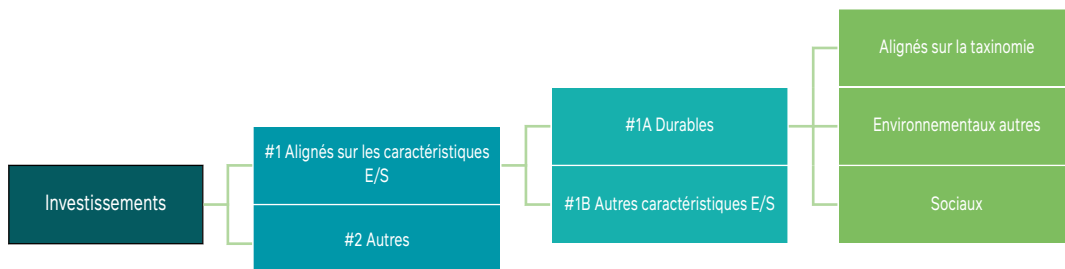 Investissements
#1 Alignés sur les caractéristiques
E/S
#2 Autres
#1A Durables
#1B Autres caractéristiques E/S
Alignés sur la taxinomie
Environnementaux autres
Sociaux